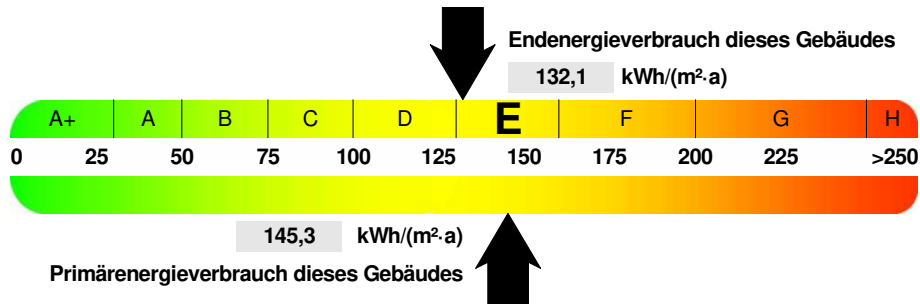 Endenergieverbrauch dieses Gebäudes
132,1 kWh/(m²·a)
A+ A B C D E F G H
0 25 50 75 100 125 150 175 200 225 >250
145,3 kWh/(m²·a)
Primärenergieverbrauch dieses Gebäudes